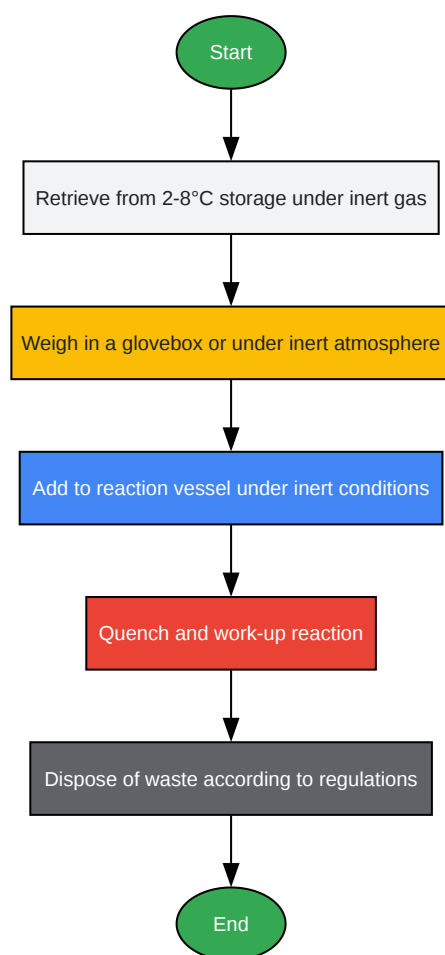 Start
Retrieve from 2-8°C storage under inert gas
Weigh in a glovebox or under inert atmosphere
Add to reaction vessel under inert conditions
Quench and work-up reaction
Dispose of waste according to regulations
End